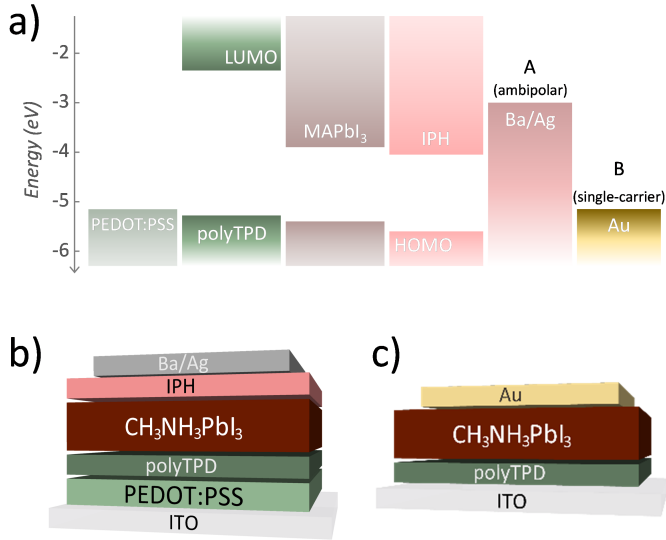 a)
Energy (eV)
-2
-3
-4
-5
-6
LUMO
MAPbI₃
IPH
A
(ambipolar)
Ba/Ag
B
(single-carrier)
Au
PEDOT:PSS
polyTPD
HOMO
b)
Ba/Ag
IPH
CH₃NH₃PbI₃
polyTPD
PEDOT:PSS
ITO
c)
Au
CH₃NH₃PbI₃
polyTPD
ITO